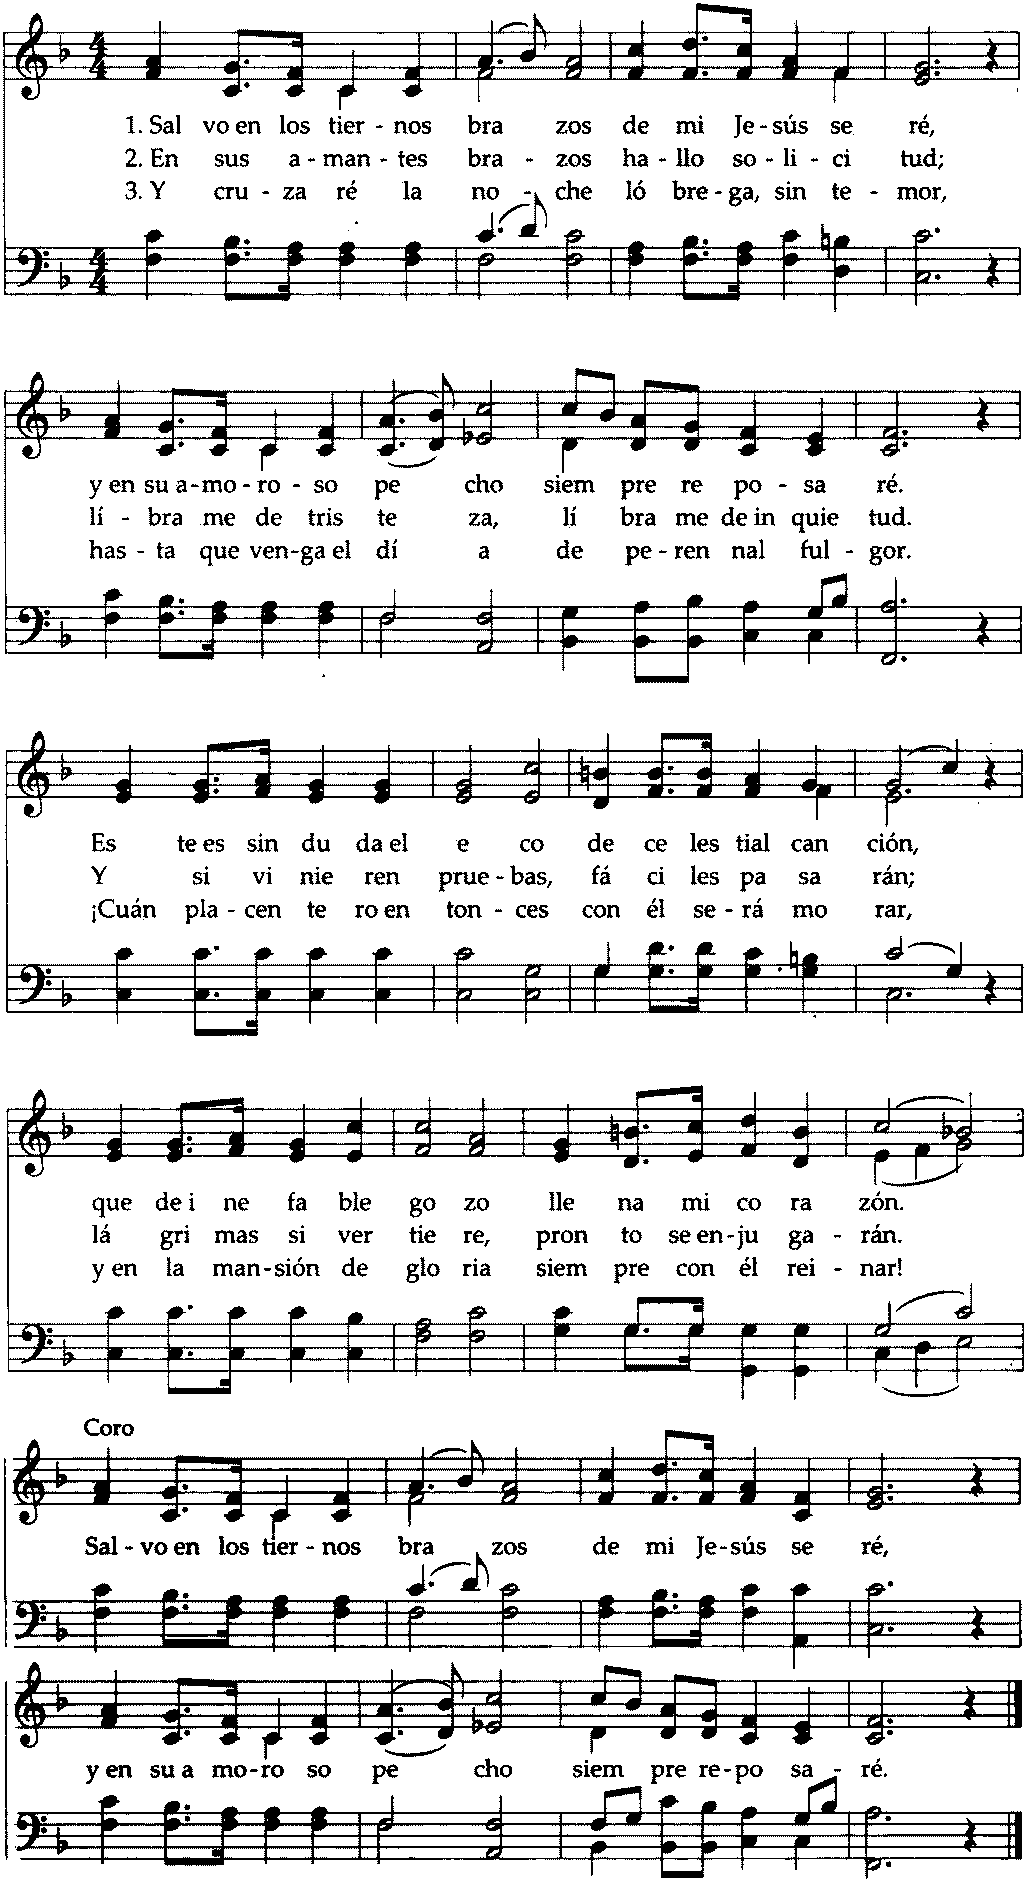 1. Sal vo en los tier - nos bra zos de mi Je - sús se ré,
2. En sus a - man - tes bra - zos ha - llo so - li - ci tud;
3. Y cru - za ré la no - che ló bre - ga, sin te - mor,
y en su a - mo - ro - so pe cho siem pre re po - sa ré.
lí - bra me de tris te za, lí bra me de in quie tud.
has - ta que ven - ga el dí a de pe - ren nal ful - gor.
Es te es sin du da el e co de ce les tial can ción,
Y si vi nie ren prue - bas, fá ci les pa sa rán;
¡Cuán pla - cen te ro en ton - ces con él se - rá mo rar,
que de i ne fa ble go zo lle na mi co ra zón.
lá gri mas si ver tie re, pron to se en - ju ga - rán.
y en la man - sión de glo ria siem pre con él rei - nar!
Coro
Sal - vo en los tier - nos bra zos de mi Je - sús se ré,
y en su a mo - ro so pe cho siem pre re - po sa - ré.